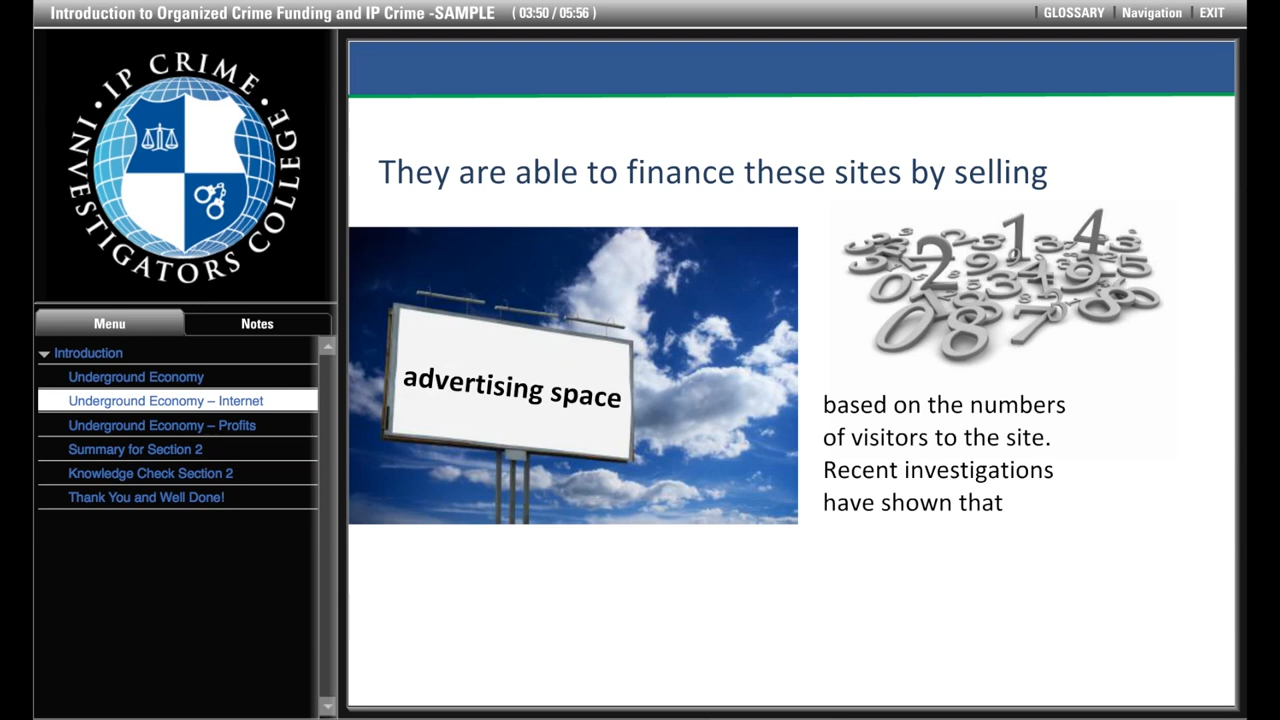 Introduction to Organized Crime Funding and IP Crime -SAMPLE ( 03:50 / 05:56 )
GLOSSARY
Navigation
EXIT
• IP CRIME •
INVESTIGATORS COLLEGE
Menu
Notes
Introduction
Underground Economy
Underground Economy – Internet
Underground Economy – Profits
Summary for Section 2
Knowledge Check Section 2
Thank You and Well Done!
They are able to finance these sites by selling
advertising space
based on the numbers
of visitors to the site.
Recent investigations
have shown that